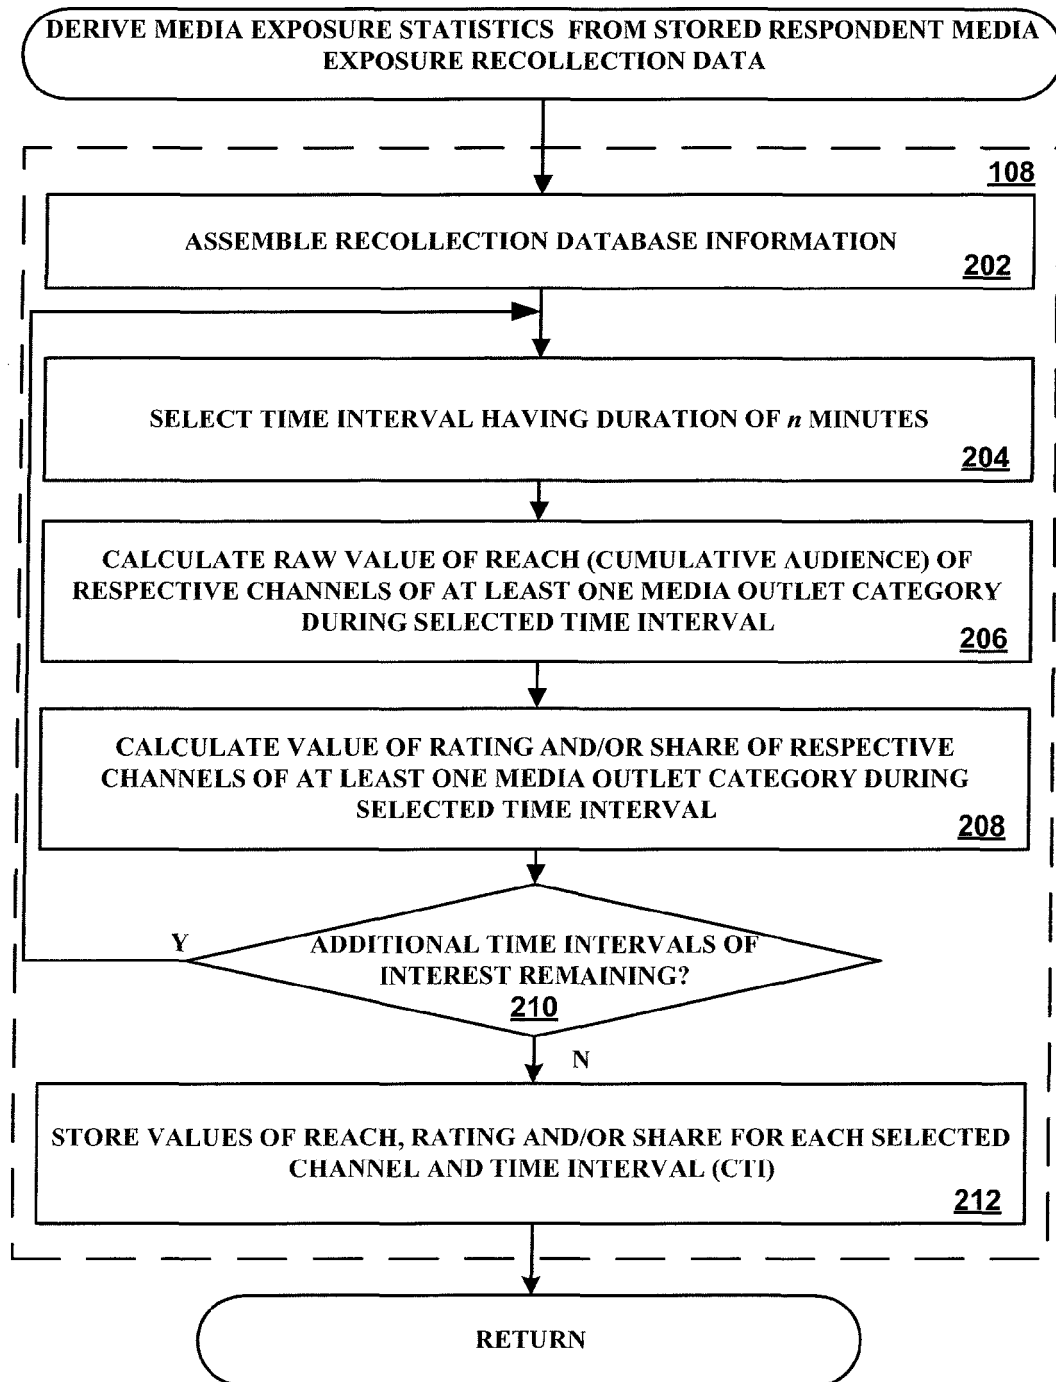 DERIVE MEDIA EXPOSURE STATISTICS FROM STORED RESPONDENT MEDIA
EXPOSURE RECOLLECTION DATA
108
ASSEMBLE RECOLLECTION DATABASE INFORMATION
202
SELECT TIME INTERVAL HAVING DURATION OF n MINUTES
204
CALCULATE RAW VALUE OF REACH (CUMULATIVE AUDIENCE) OF
RESPECTIVE CHANNELS OF AT LEAST ONE MEDIA OUTLET CATEGORY
DURING SELECTED TIME INTERVAL
206
CALCULATE VALUE OF RATING AND/OR SHARE OF RESPECTIVE
CHANNELS OF AT LEAST ONE MEDIA OUTLET CATEGORY DURING
SELECTED TIME INTERVAL
208
Y
ADDITIONAL TIME INTERVALS OF
INTEREST REMAINING?
210
N
STORE VALUES OF REACH, RATING AND/OR SHARE FOR EACH SELECTED
CHANNEL AND TIME INTERVAL (CTI)
212
RETURN